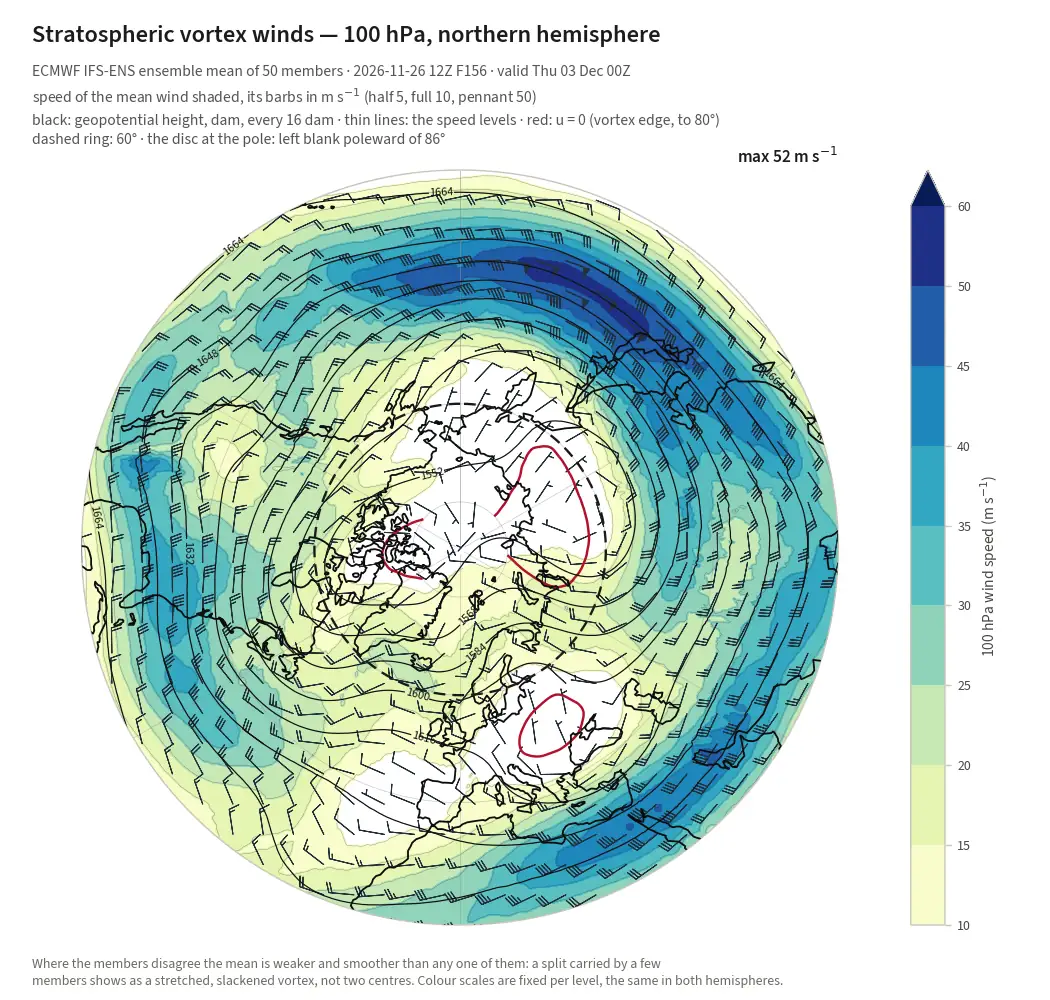 Stratospheric vortex winds — 100 hPa, northern hemisphere
ECMWF IFS-ENS ensemble mean of 50 members · 2026-11-26 12Z F156 · valid Thu 03 Dec 00Z
speed of the mean wind shaded, its barbs in m s⁻¹ (half 5, full 10, pennant 50)
black: geopotential height, dam, every 16 dam · thin lines: the speed levels · red: u = 0 (vortex edge, to 80°)
dashed ring: 60° · the disc at the pole: left blank poleward of 86°
max 52 m s⁻¹
1664
1664
1648
1664
1552
1664
1632
1568
1584
1600
60
50
45
40
35
30
25
20
15
10
100 hPa wind speed (m s⁻¹)
Where the members disagree the mean is weaker and smoother than any one of them: a split carried by a few
members shows as a stretched, slackened vortex, not two centres. Colour scales are fixed per level, the same in both hemispheres.